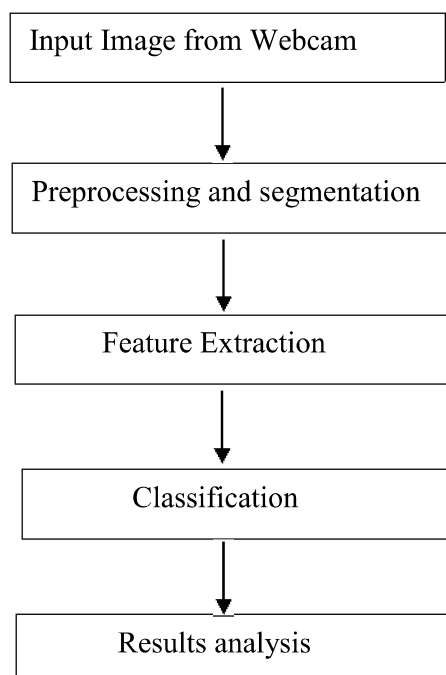 Input Image from Webcam
Preprocessing and segmentation
Feature Extraction
Classification
Results analysis